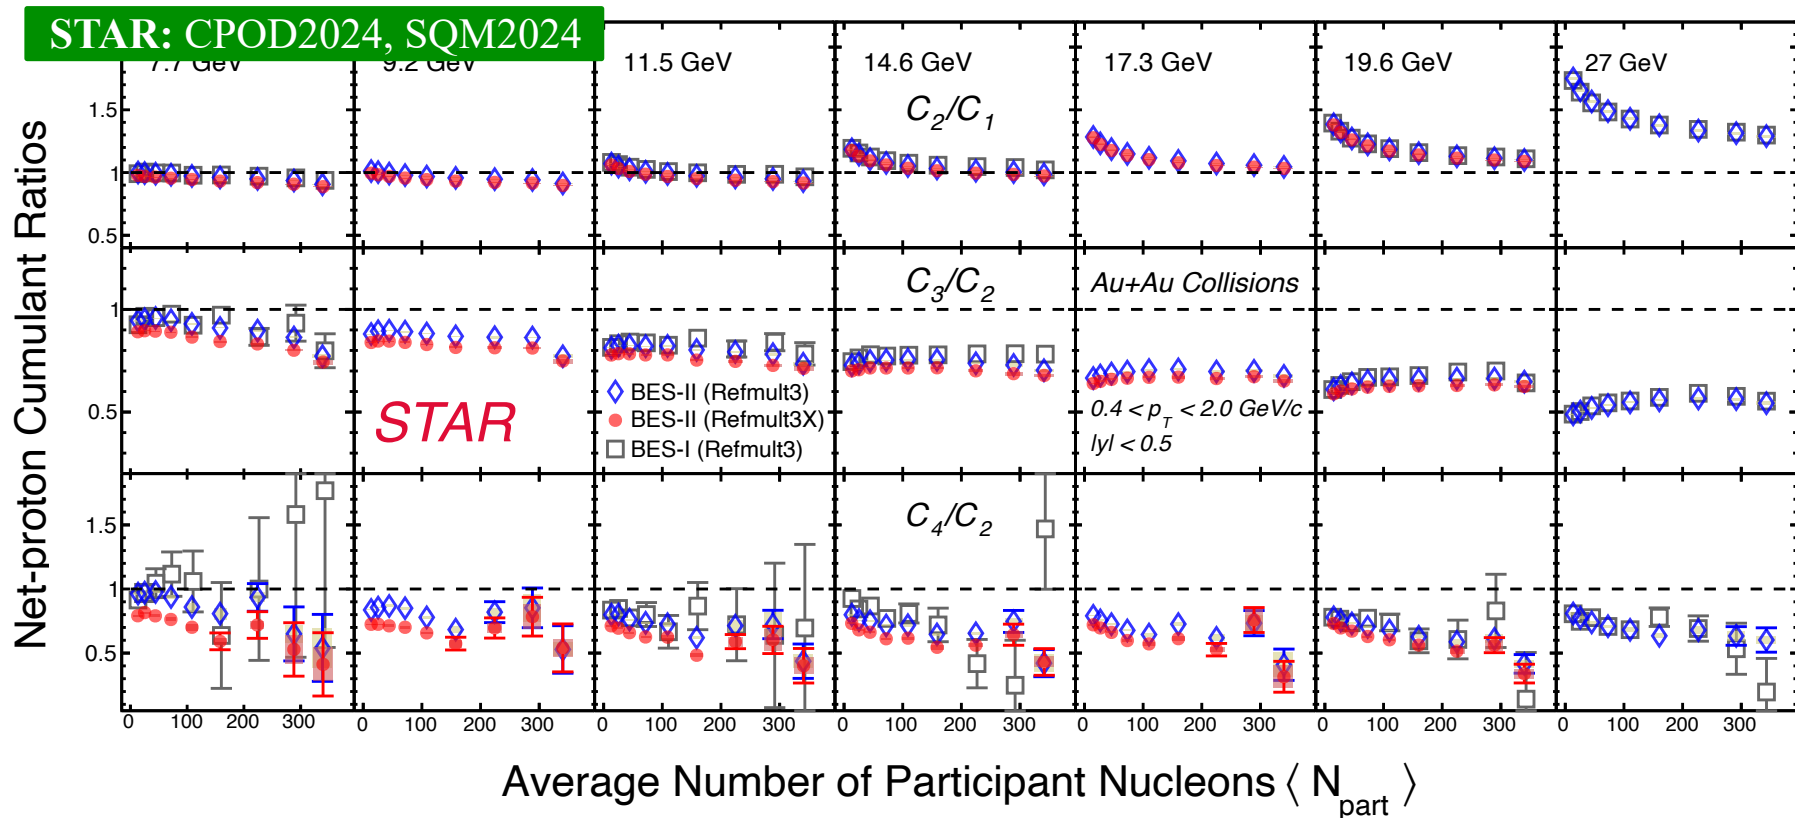 STAR: CPOD2024, SQM2024
7.7 GeV
9.2 GeV
11.5 GeV
14.6 GeV
17.3 GeV
19.6 GeV
27 GeV
C2/C1
1.5
1
0.5
C3/C2
Au+Au Collisions
1
0.5
STAR
BES-II (Refmult3)
BES-II (Refmult3X)
BES-I (Refmult3)
0.4 < pT < 2.0 GeV/c
|y| < 0.5
C4/C2
1.5
1
0.5
0 100 200 300 0 100 200 300 0 100 200 300 0 100 200 300 0 100 200 300 0 100 200 300 0 100 200 300
Net-proton Cumulant Ratios
Average Number of Participant Nucleons ⟨ Npart ⟩